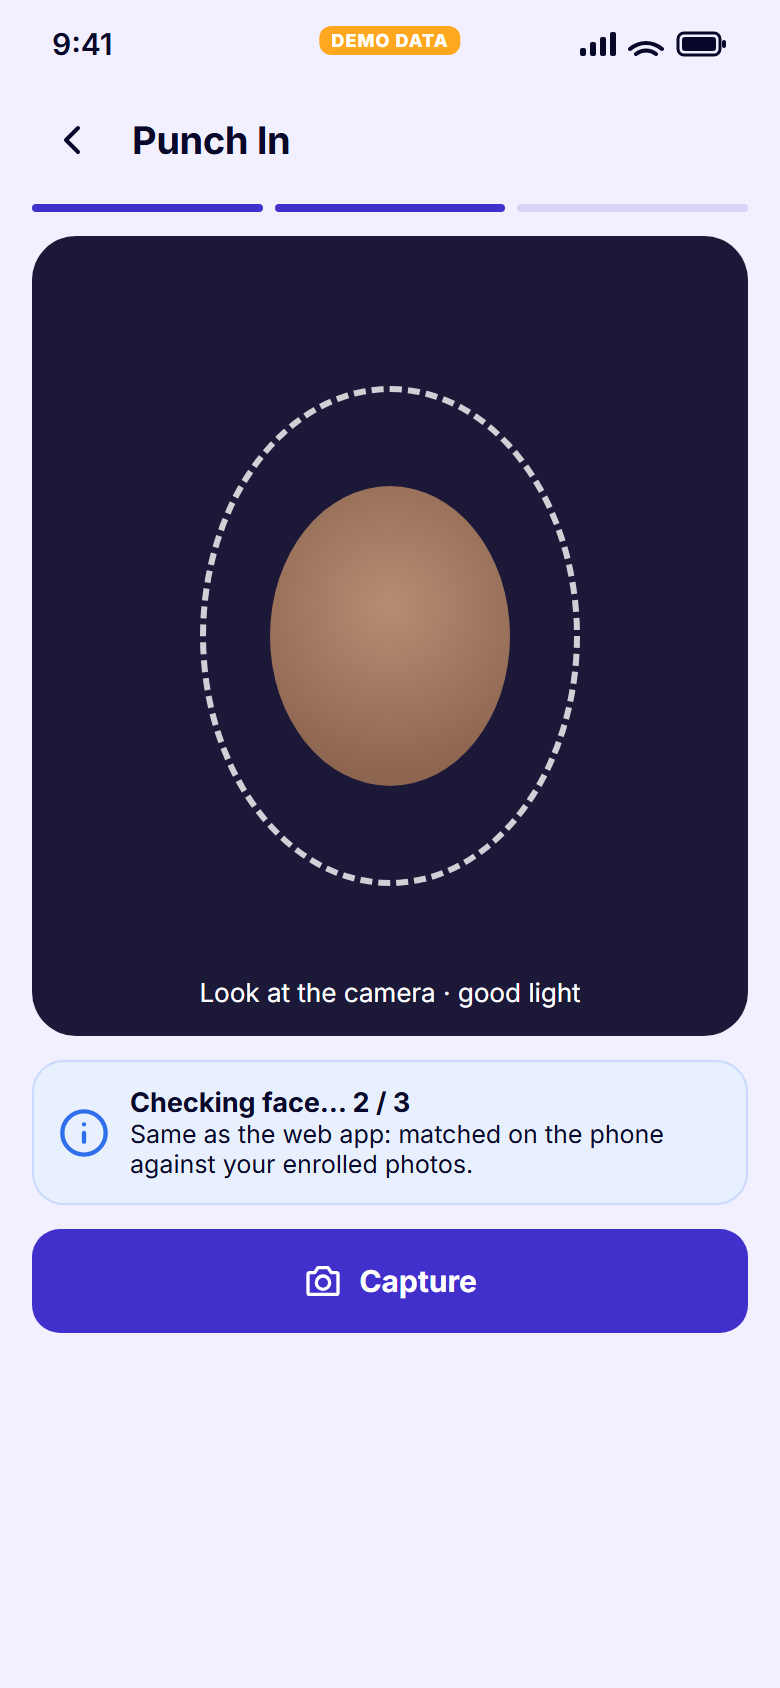 9:41
DEMO DATA
Punch In
Look at the camera · good light
Checking face... 2 / 3
Same as the web app: matched on the phone
against your enrolled photos.
Capture